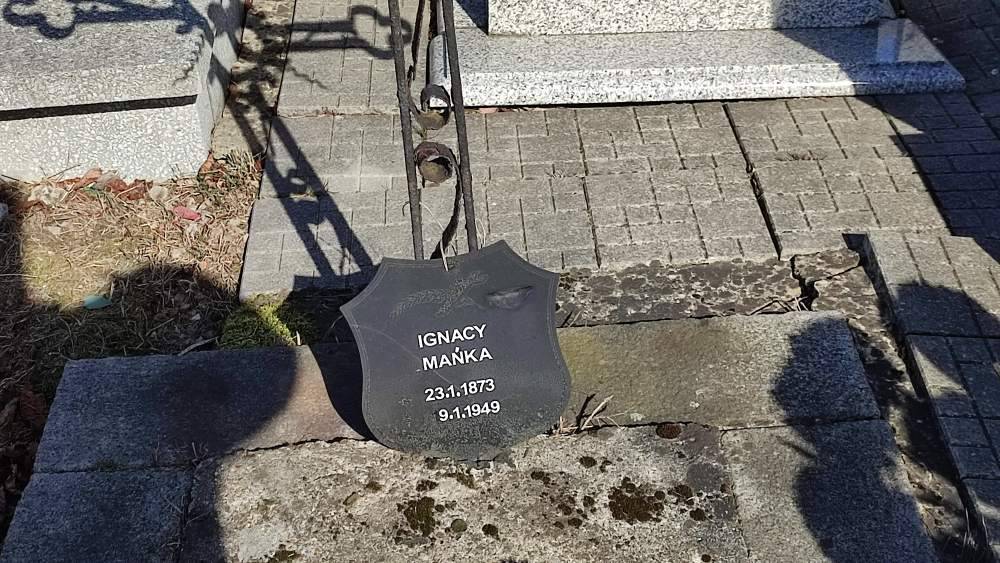 IGNACY
MAŃKA
23.1.1873
9.1.1949